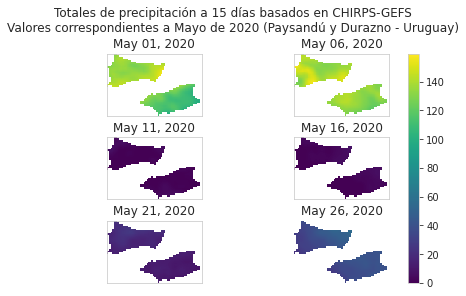 Totales de precipitación a 15 días basados en CHIRPS-GEFS
Valores correspondientes a Mayo de 2020 (Paysandú y Durazno - Uruguay)
May 01, 2020
May 06, 2020
May 11, 2020
May 16, 2020
May 21, 2020
May 26, 2020
140
120
100
80
60
40
20
0